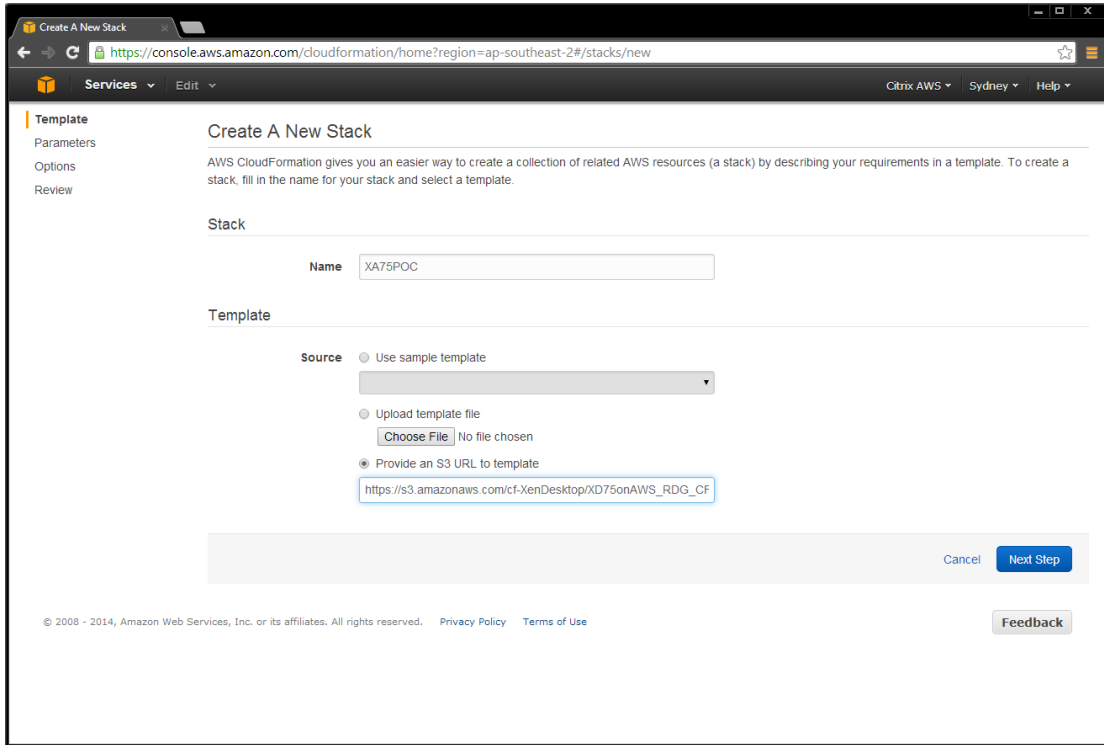 Create A New Stack
https://console.aws.amazon.com/cloudformation/home?region=ap-southeast-2#/stacks/new
Services Edit Citrix AWS Sydney Help
Template
Parameters
Options
Review
Create A New Stack
AWS CloudFormation gives you an easier way to create a collection of related AWS resources (a stack) by describing your requirements in a template. To create a
stack, fill in the name for your stack and select a template.
Stack
Name XA75POC
Template
Source Use sample template
Upload template file
Choose File No file chosen
Provide an S3 URL to template
https://s3.amazonaws.com/cf-XenDesktop/XD75onAWS_RDG_CF
Cancel Next Step
© 2008 - 2014, Amazon Web Services, Inc. or its affiliates. All rights reserved. Privacy Policy Terms of Use Feedback